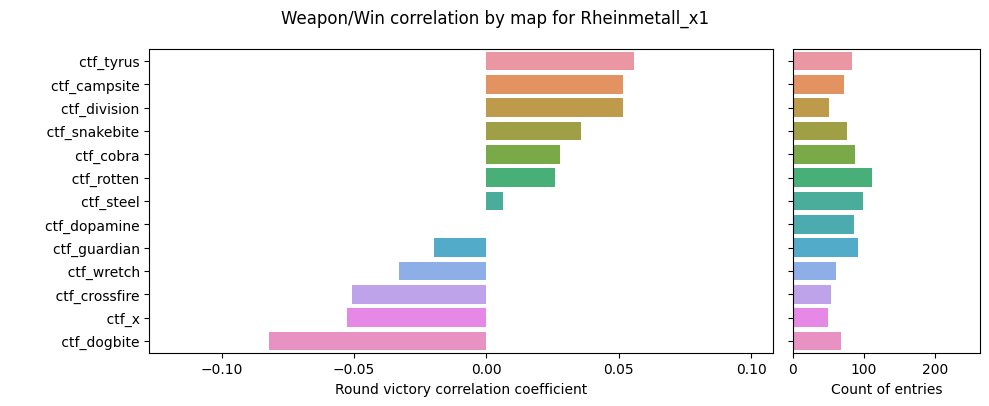 Weapon/Win correlation by map for Rheinmetall_x1
ctf_tyrus
ctf_campsite
ctf_division
ctf_snakebite
ctf_cobra
ctf_rotten
ctf_steel
ctf_dopamine
ctf_guardian
ctf_wretch
ctf_crossfire
ctf_x
ctf_dogbite
−0.10 −0.05 0.00 0.05 0.10
Round victory correlation coefficient
0 100 200
Count of entries